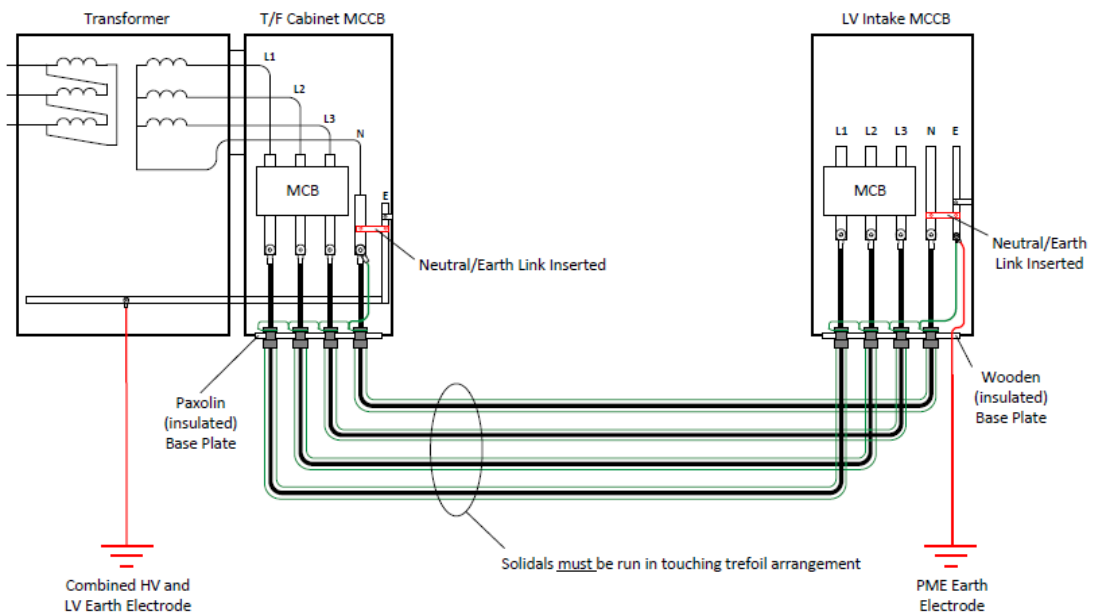 Transformer
T/F Cabinet MCCB
LV Intake MCCB
L1
L2
L3
N
E
MCB
L1
L2
L3
N
E
MCB
Neutral/Earth Link Inserted
Neutral/Earth
Link Inserted
Paxolin
(insulated)
Base Plate
Wooden
(insulated)
Base Plate
Solidals must be run in touching trefoil arrangement
Combined HV and
LV Earth Electrode
PME Earth
Electrode